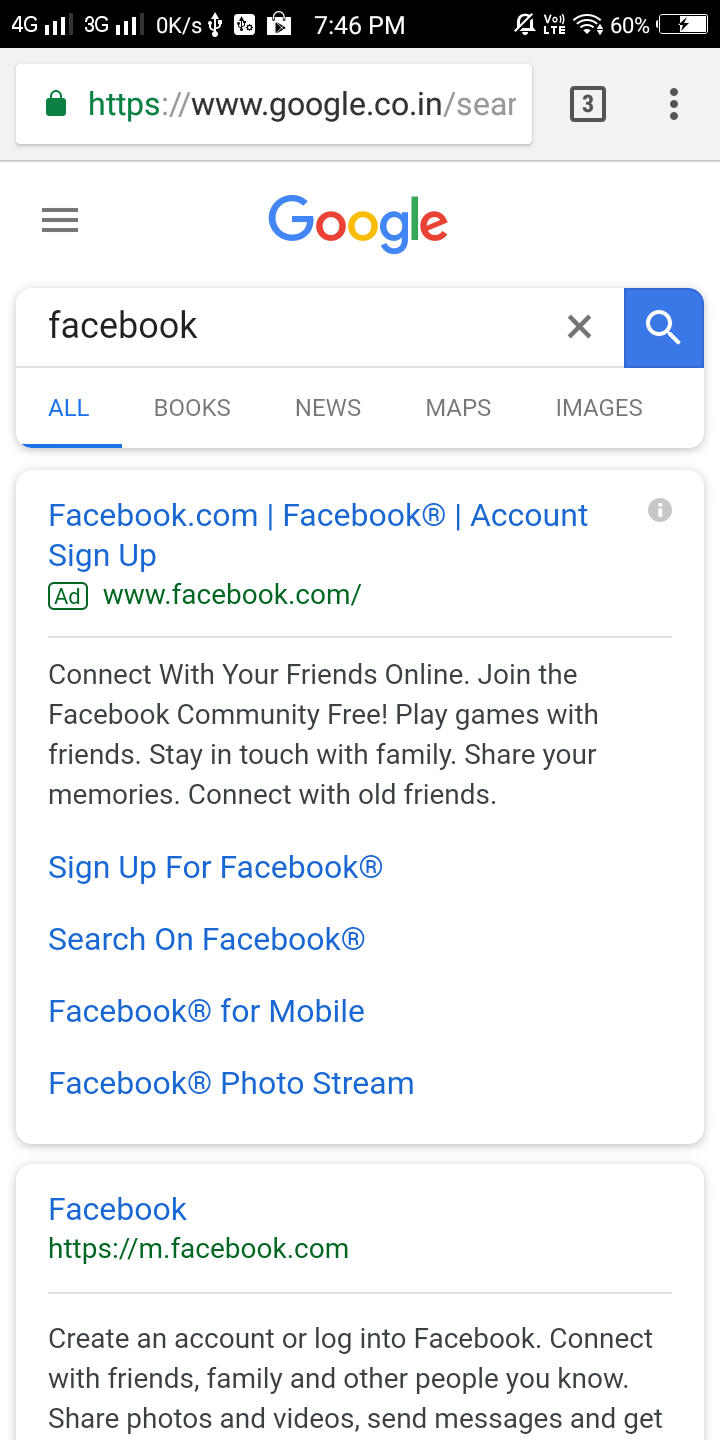 4G 3G 0K/s 7:46 PM Vo)) LTE 60%
https://www.google.co.in/sear 3
Google
facebook
ALL BOOKS NEWS MAPS IMAGES
Facebook.com | Facebook® | Account
Sign Up
Ad www.facebook.com/
Connect With Your Friends Online. Join the
Facebook Community Free! Play games with
friends. Stay in touch with family. Share your
memories. Connect with old friends.
Sign Up For Facebook®
Search On Facebook®
Facebook® for Mobile
Facebook® Photo Stream
Facebook
https://m.facebook.com
Create an account or log into Facebook. Connect
with friends, family and other people you know.
Share photos and videos, send messages and get